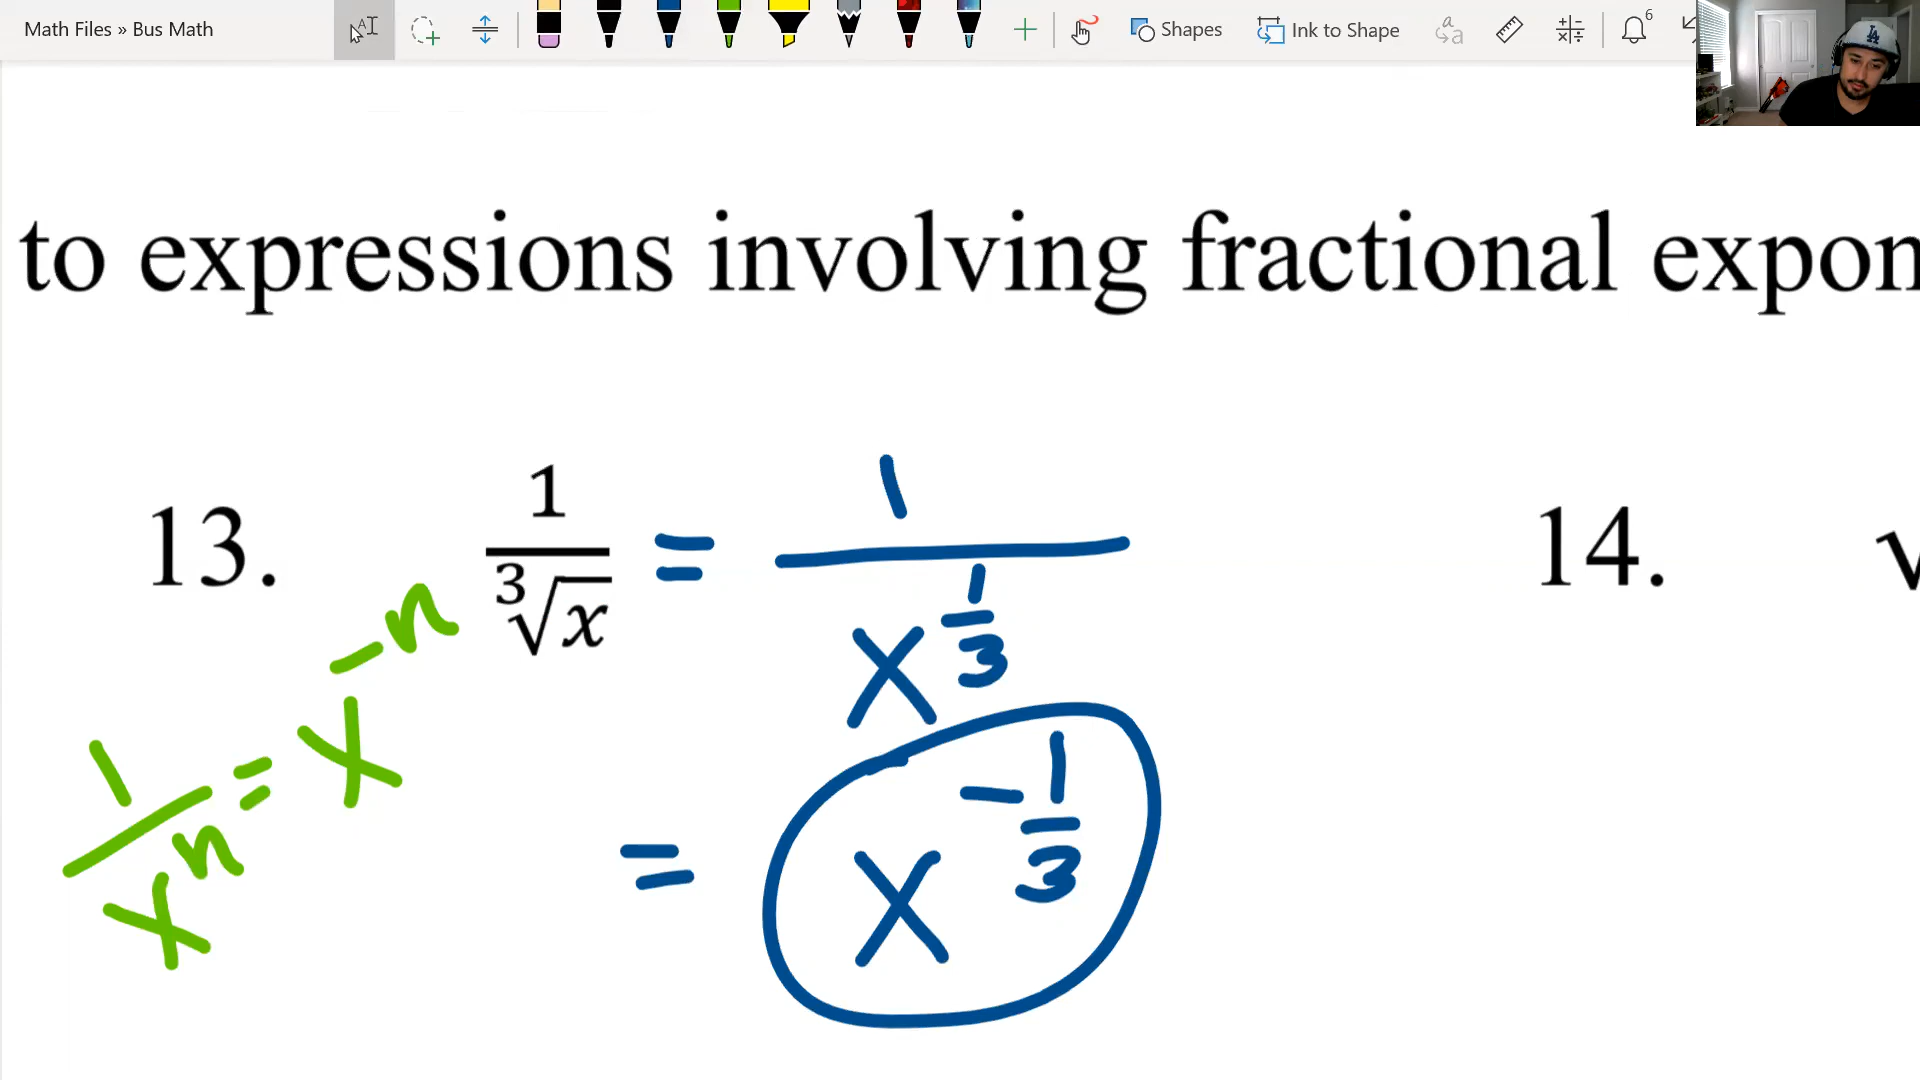 Math Files » Bus Math
Shapes
Ink to Shape
6
to expressions involving fractional expon
13. 1/∛x = 1/x^(1/3)
14. √
1/x^n = x^-n
= x^(-1/3)